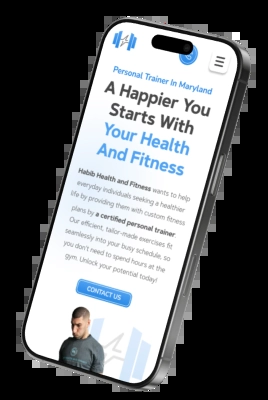 Personal Trainer In Maryland
A Happier You
Starts With
Your Health
And Fitness
Habib Health and Fitness wants to help
everyday individuals seeking a healthier
life by providing them with custom fitness
plans by a certified personal trainer.
Our efficient, tailor-made exercises fit
seamlessly into your busy schedule, so
you don't need to spend hours at the
gym. Unlock your potential today!
CONTACT US